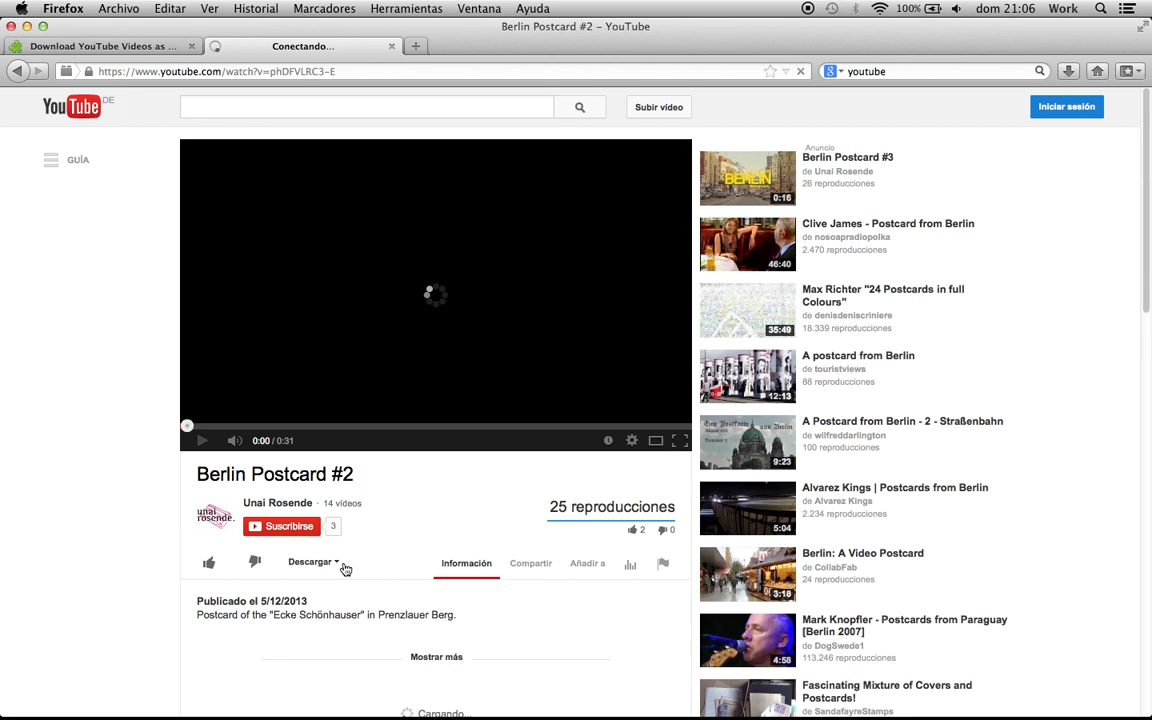 Firefox Archivo Editar Ver Historial Marcadores Herramientas Ventana Ayuda 100% dom 21:06 Work
Berlin Postcard #2 – YouTube
Download YouTube Videos as ... Conectando...
https://www.youtube.com/watch?v=phDFVLRC3-E youtube
YouTube DE Subir vídeo Iniciar sesión
GUÍA
0:00 / 0:31
Berlin Postcard #2
unai rosende.
Unai Rosende · 14 vídeos
Suscribirse 3
25 reproducciones
2 0
Descargar Información Compartir Añadir a
Publicado el 5/12/2013
Postcard of the "Ecke Schönhauser" in Prenzlauer Berg.
Mostrar más
Cargando...
Anuncio
BERLIN
0:16
Berlin Postcard #3
de Unai Rosende
26 reproducciones
46:40
Clive James - Postcard from Berlin
de nosoapradiopolka
2.470 reproducciones
35:49
Max Richter "24 Postcards in full
Colours"
de denisdeniscriniere
18.339 reproducciones
12:13
A postcard from Berlin
de touristviews
88 reproducciones
9:23
A Postcard from Berlin - 2 - Straßenbahn
de wilfreddarlington
100 reproducciones
5:04
Alvarez Kings | Postcards from Berlin
de Alvarez Kings
2.234 reproducciones
3:18
Berlin: A Video Postcard
de CollabFab
24 reproducciones
4:58
Mark Knopfler - Postcards from Paraguay
[Berlin 2007]
de DogSwede1
113.246 reproducciones
Fascinating Mixture of Covers and
Postcards!
de SandafayreStamps